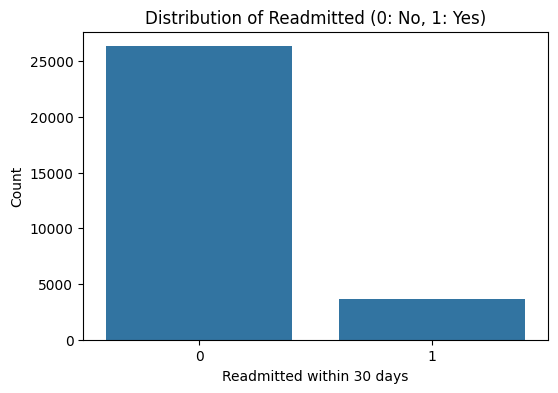 Distribution of Readmitted (0: No, 1: Yes)
Count
25000
20000
15000
10000
5000
0
0 1
Readmitted within 30 days